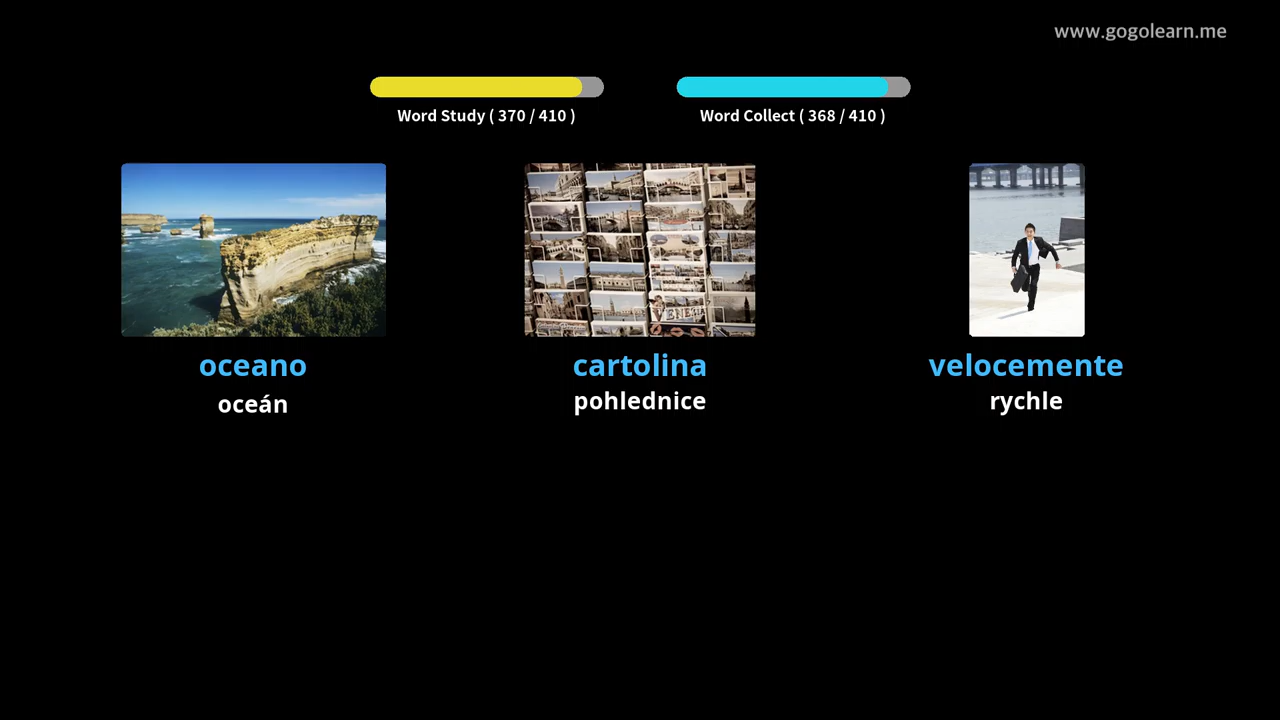 www.gogolearn.me
Word Study ( 370 / 410 )
Word Collect ( 368 / 410 )
oceano
oceán
cartolina
pohlednice
velocemente
rychle